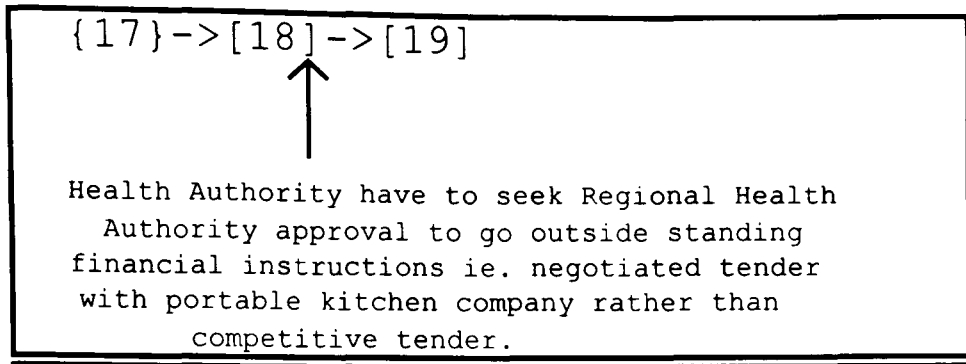 {17}->[18]->[19]
Health Authority have to seek Regional Health
Authority approval to go outside standing
financial instructions ie. negotiated tender
with portable kitchen company rather than
competitive tender.